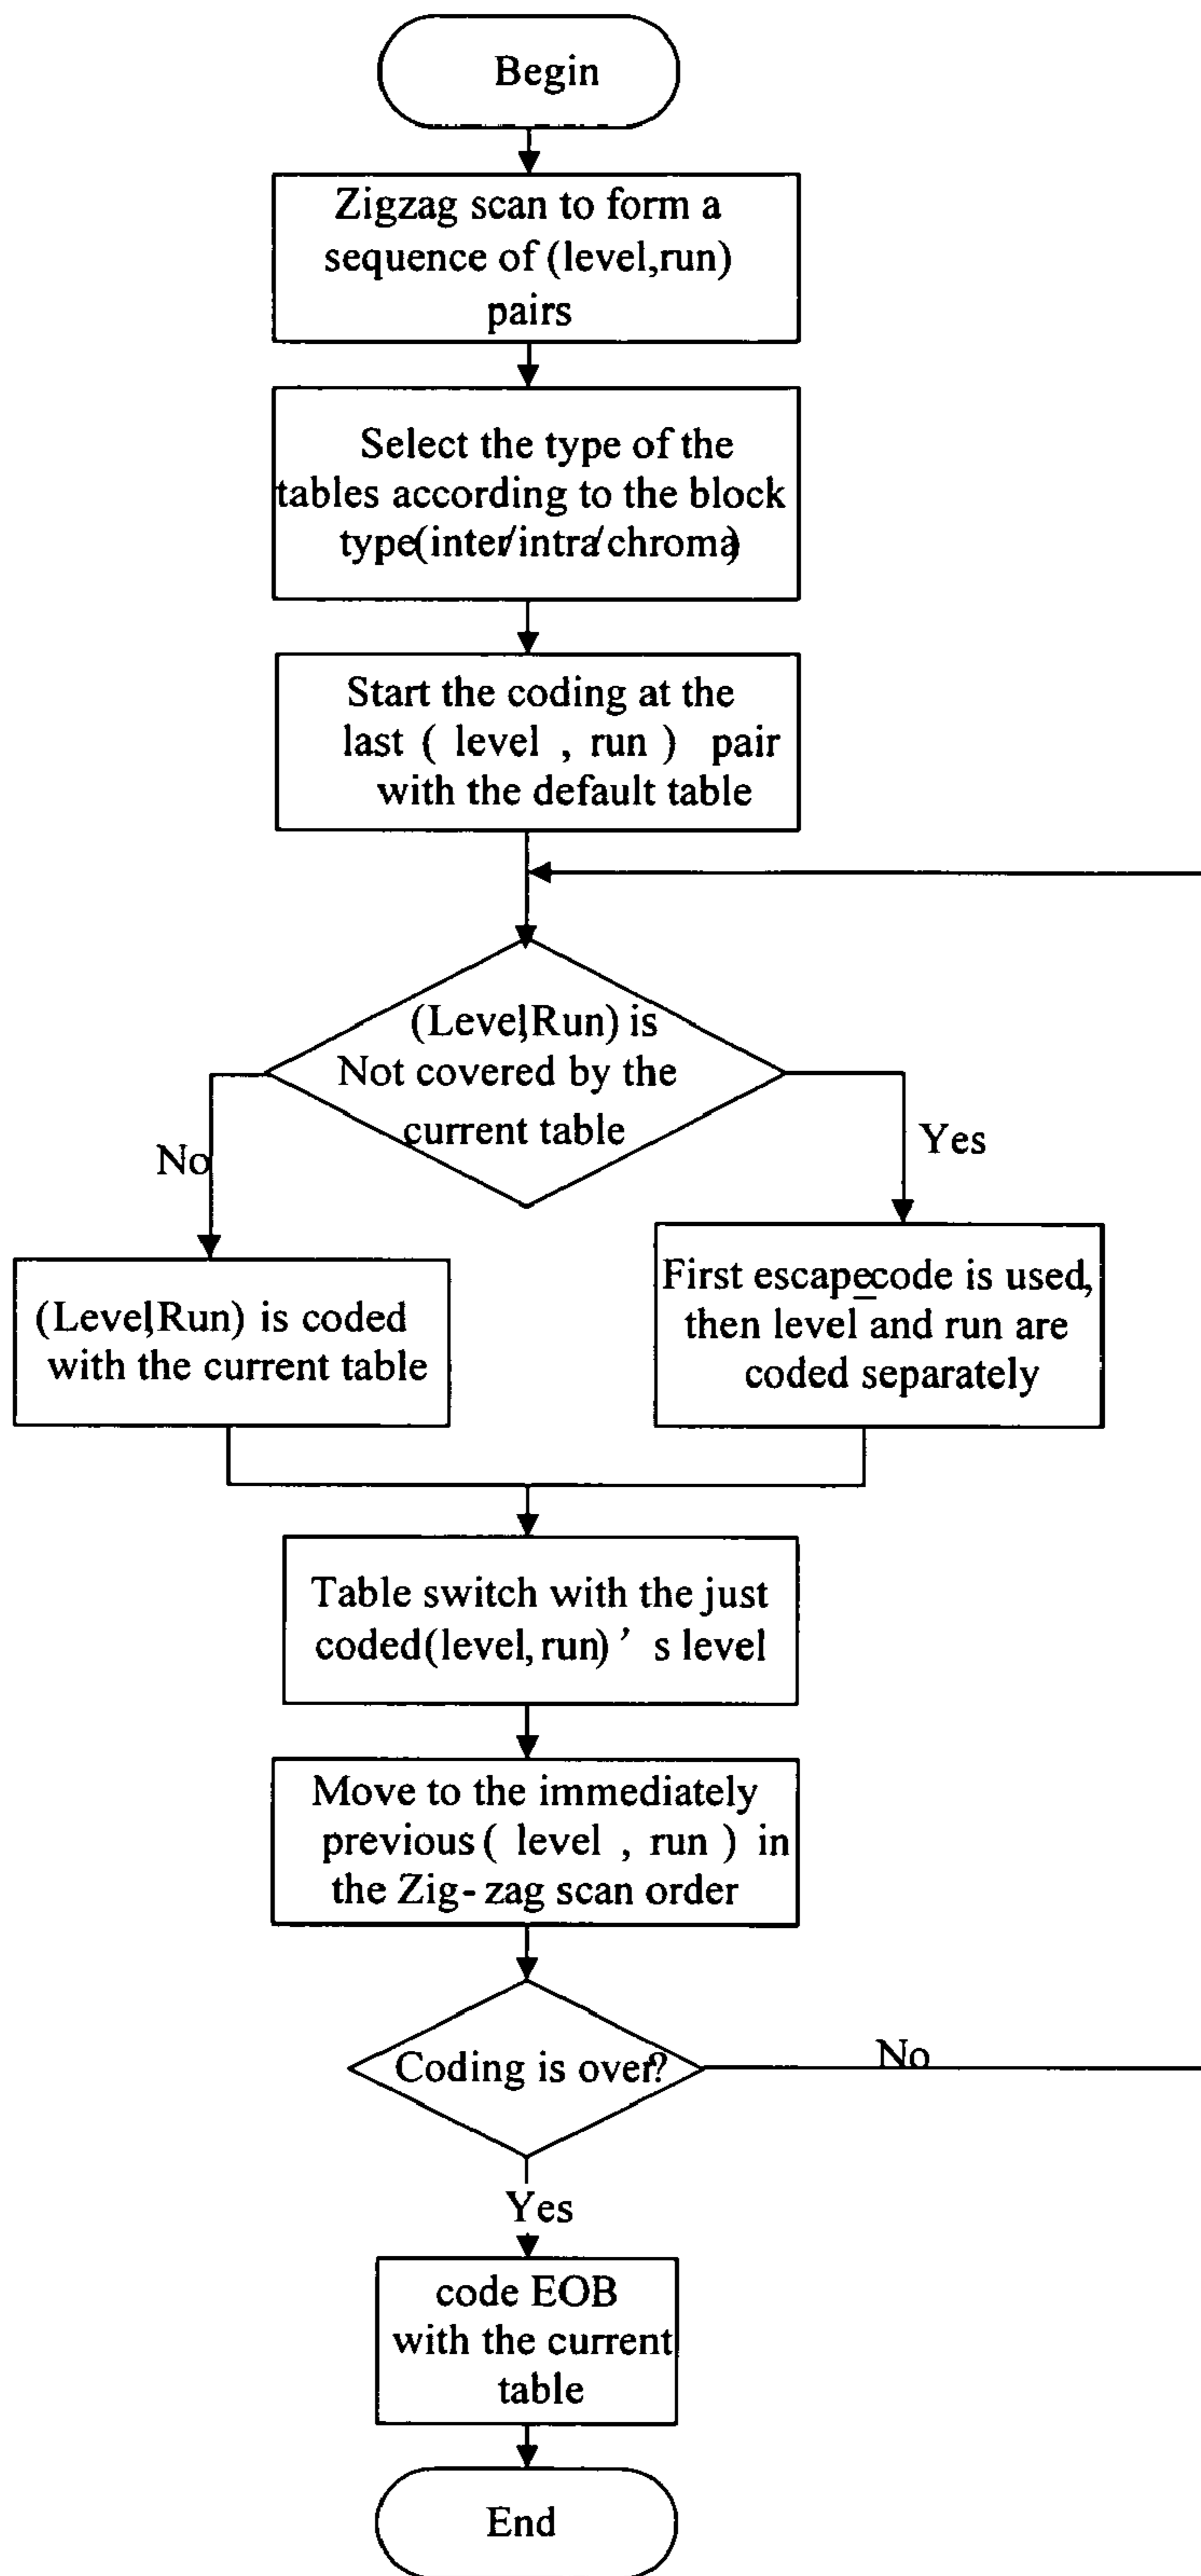 Begin
Zigzag scan to form a
sequence of (level,run)
pairs
Select the type of the
tables according to the block
type(inter/intra/chroma)
Start the coding at the
last ( level , run ) pair
with the default table
(Level,Run) is
Not covered by the
current table
No
Yes
(Level,Run) is coded
with the current table
First escape_code is used,
then level and run are
coded separately
Table switch with the just
coded(level,run)’ s level
Move to the immediately
previous ( level , run ) in
the Zig-zag scan order
Coding is over?
No
Yes
code EOB
with the current
table
End